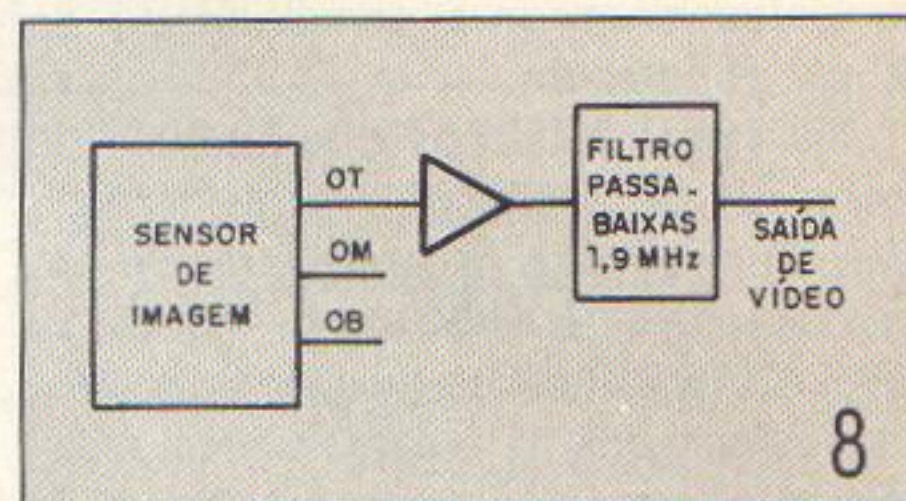 SENSOR
DE
IMAGEM
OT
OM
OB
FILTRO
PASSA-
BAIXAS
1,9 MHz
SAÍDA
DE
VÍDEO
8